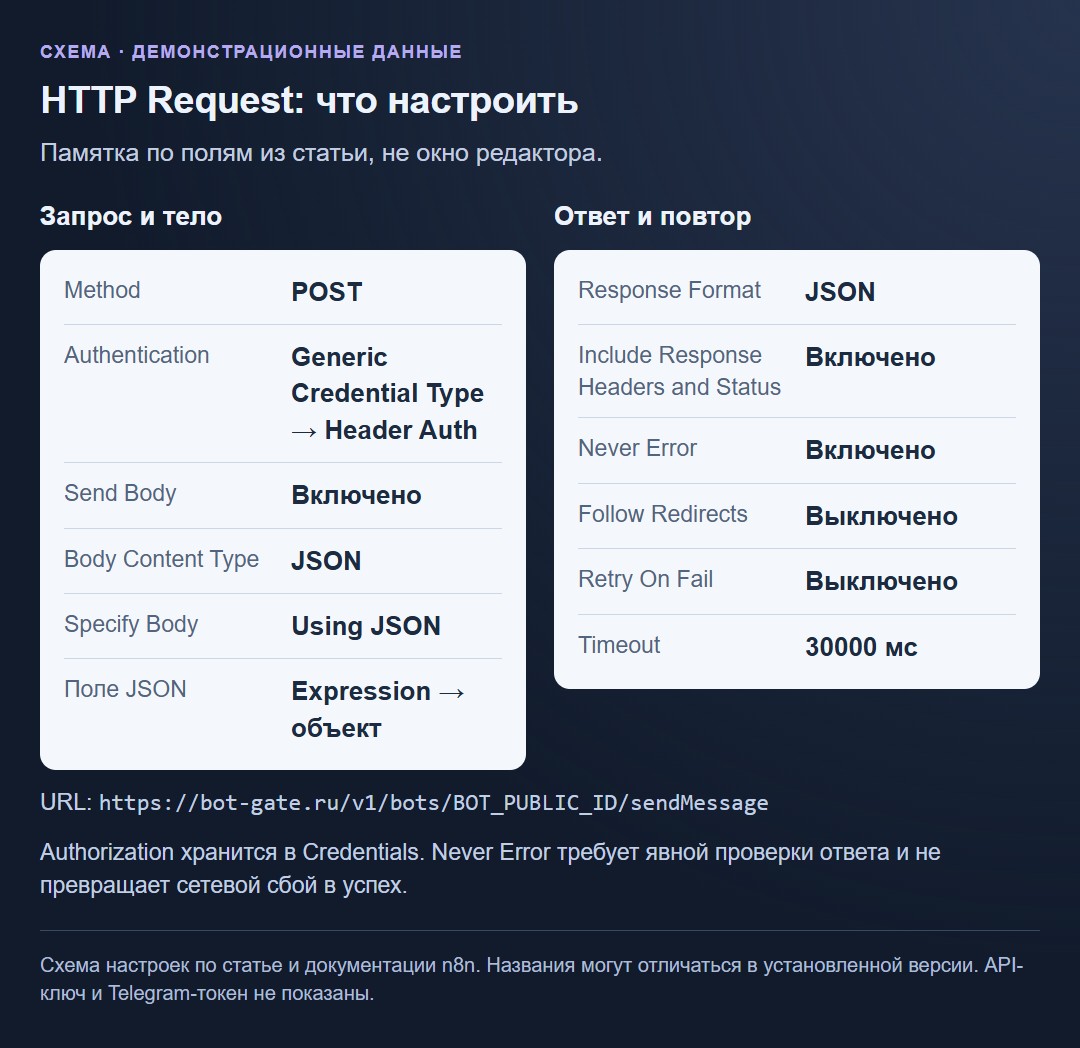 СХЕМА · ДЕМОНСТРАЦИОННЫЕ ДАННЫЕ
HTTP Request: что настроить
Памятка по полям из статьи, не окно редактора.
Запрос и тело
Method POST
Authentication Generic
Credential Type
→ Header Auth
Send Body Включено
Body Content Type JSON
Specify Body Using JSON
Поле JSON Expression →
объект
Ответ и повтор
Response Format JSON
Include Response Включено
Headers and Status
Never Error Включено
Follow Redirects Выключено
Retry On Fail Выключено
Timeout 30000 мс
URL: https://bot-gate.ru/v1/bots/BOT_PUBLIC_ID/sendMessage
Authorization хранится в Credentials. Never Error требует явной проверки ответа и не
превращает сетевой сбой в успех.
Схема настроек по статье и документации n8n. Названия могут отличаться в установленной версии. API-
ключ и Telegram-токен не показаны.